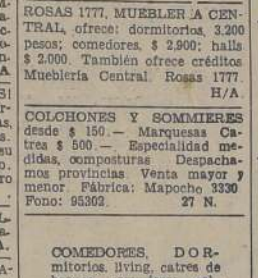 ROSAS 1777, MUEBLERIA CEN-
TRAL, ofrece: dormitorios, 3.200
pesos; comedores, $ 2.900; halls
$ 2.000. También ofrece créditos
Mueblería Central. Rosas 1777.
H/A.
COLCHONES Y SOMMIERES
desde $ 150.— Marquesas Ca-
tres $ 500.— Especialidad me-
didas, composturas Despacha-
mos provincias. Venta mayor y
menor. Fábrica: Mapocho 3330
Fono: 95302. 27 N.
COMEDORES, DOR-
mitorios, living, catres de